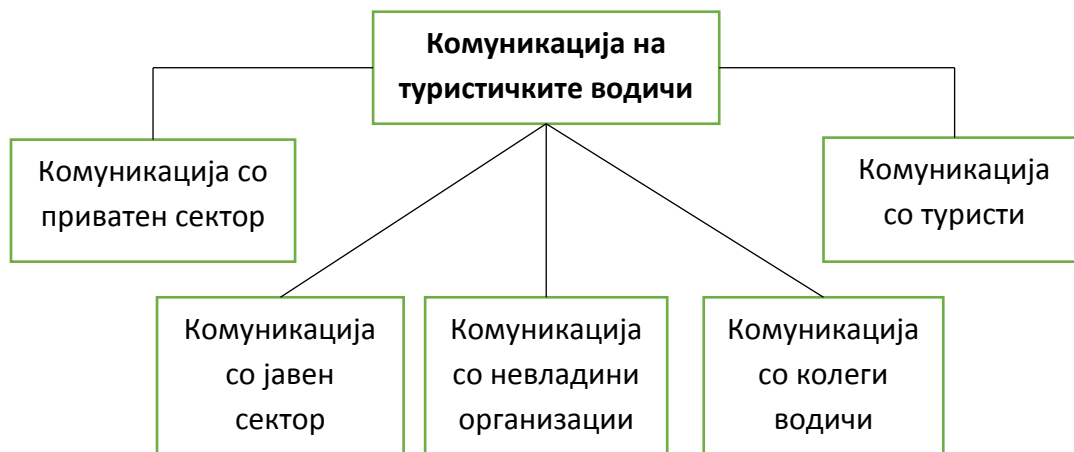 Комуникација на
туристичките водичи
Комуникација со
приватен сектор
Комуникација
со туристи
Комуникација
со јавен
сектор
Комуникација
со невладини
организации
Комуникација
со колеги
водичи